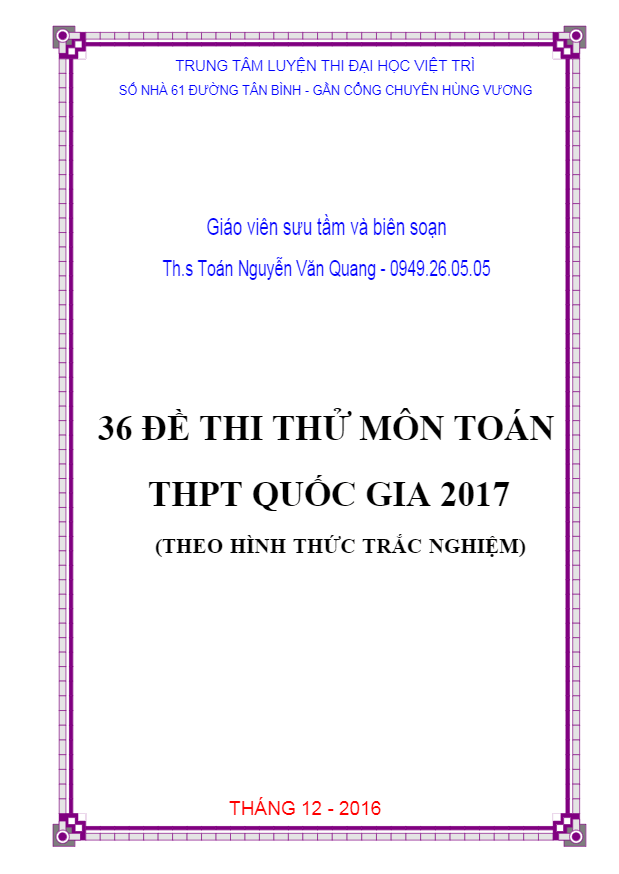 TRUNG TÂM LUYỆN THI ĐẠI HỌC VIỆT TRÌ
SỐ NHÀ 61 ĐƯỜNG TÂN BÌNH - GẦN CỔNG CHUYÊN HÙNG VƯƠNG
Giáo viên sưu tầm và biên soạn
Th.s Toán Nguyễn Văn Quang - 0949.26.05.05
36 ĐỀ THI THỬ MÔN TOÁN
THPT QUỐC GIA 2017
(THEO HÌNH THỨC TRẮC NGHIỆM)
THÁNG 12 - 2016